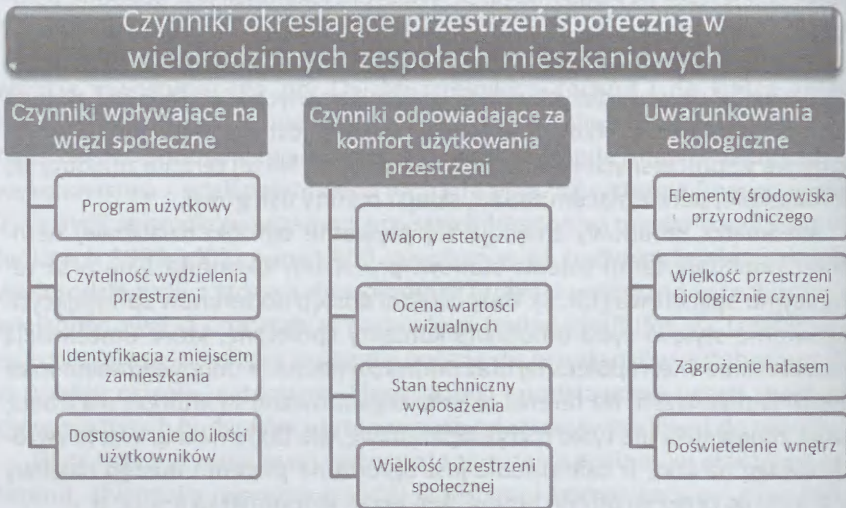 Czynniki okreslające przestrzeń społeczną w
wielorodzinnych zespołach mieszkaniowych
Czynniki wpływające na
więzi społeczne
Program użytkowy
Czytelność wydzielenia
przestrzeni
Identyfikacja z miejscem
zamieszkania
Dostosowanie do ilości
użytkowników
Czynniki odpowiadające za
komfort użytkowania
przestrzeni
Walory estetyczne
Ocena wartości
wizualnych
Stan techniczny
wyposażenia
Wielkość przestrzeni
społecznej
Uwarunkowania
ekologiczne
Elementy środowiska
przyrodniczego
Wielkość przestrzeni
biologicznie czynnej
Zagrożenie hałasem
Doświetelenie wnętrz